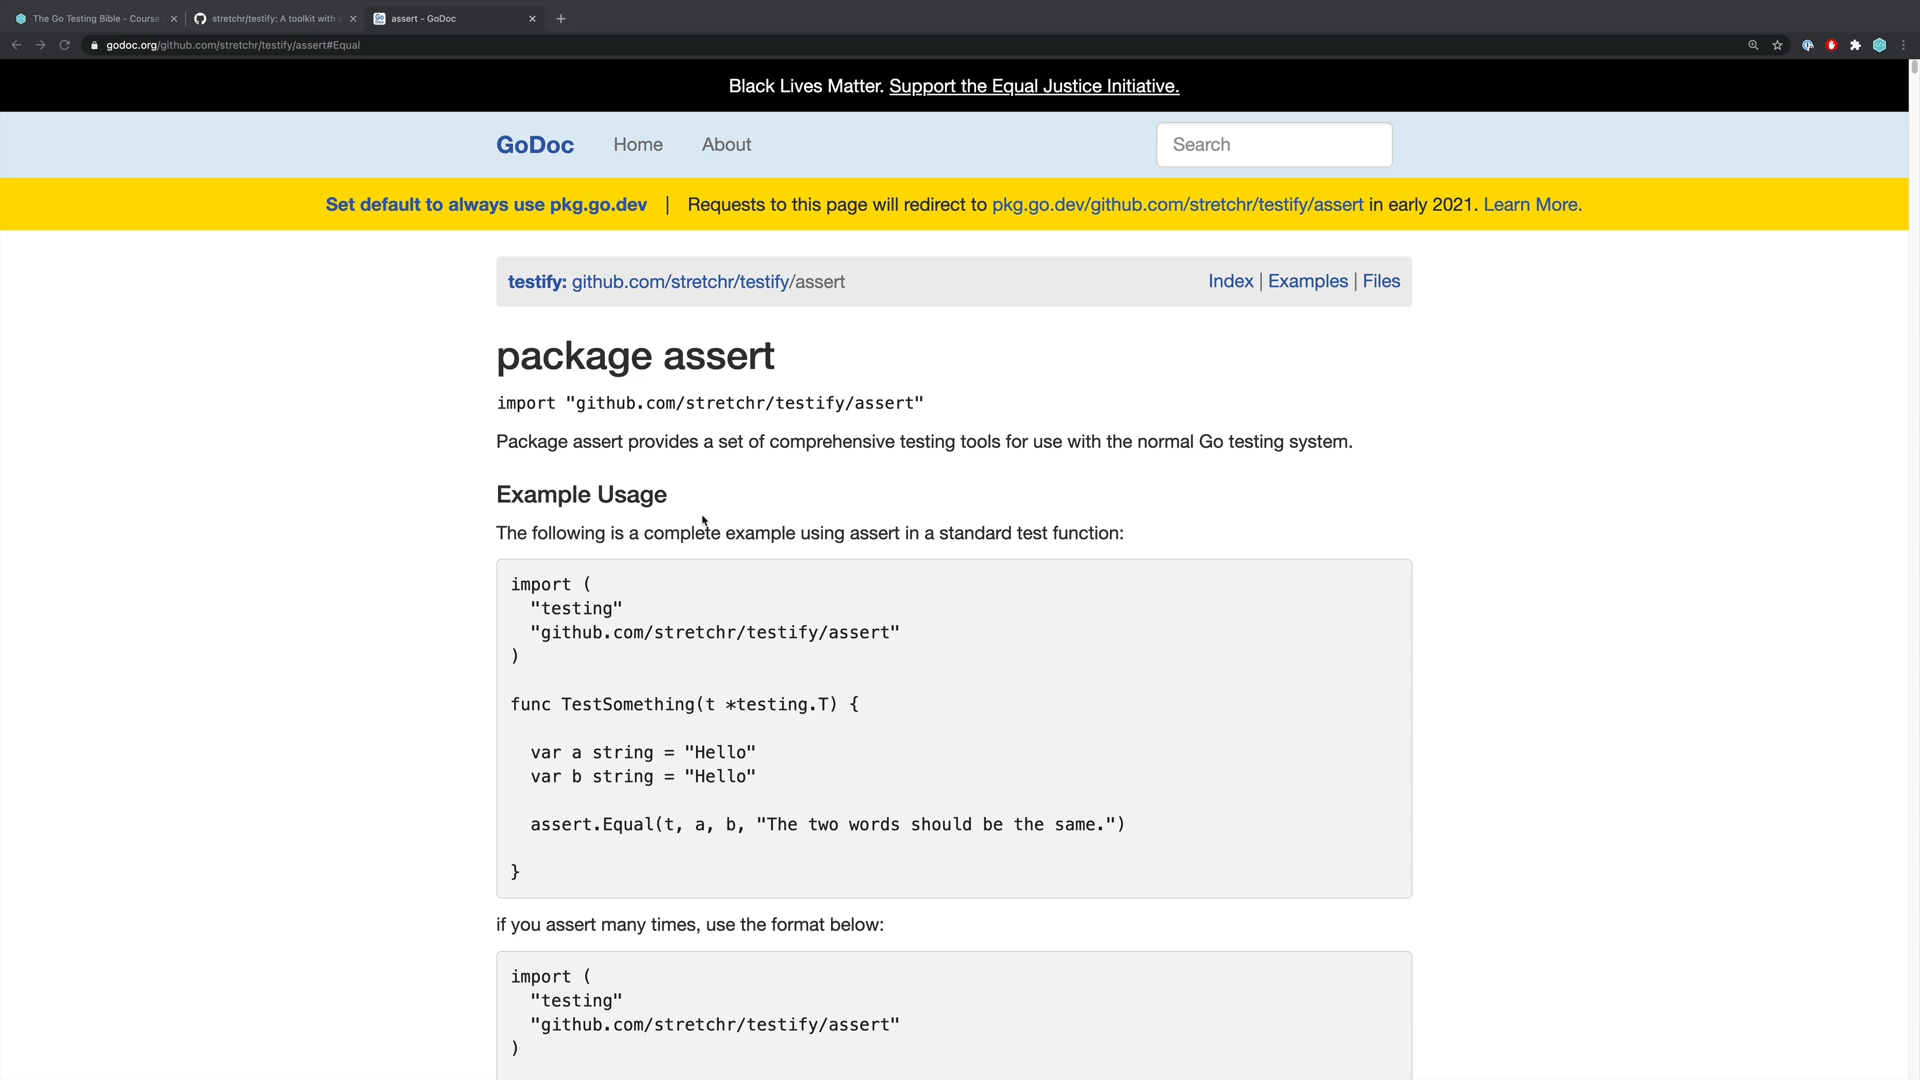 The Go Testing Bible - Course
stretchr/testify: A toolkit with c
assert - GoDoc
godoc.org/github.com/stretchr/testify/assert#Equal
Black Lives Matter. Support the Equal Justice Initiative.
GoDoc Home About Search
Set default to always use pkg.go.dev | Requests to this page will redirect to pkg.go.dev/github.com/stretchr/testify/assert in early 2021. Learn More.
testify: github.com/stretchr/testify/assert Index | Examples | Files
package assert
import "github.com/stretchr/testify/assert"
Package assert provides a set of comprehensive testing tools for use with the normal Go testing system.
Example Usage
The following is a complete example using assert in a standard test function:
import (
  "testing"
  "github.com/stretchr/testify/assert"
)
func TestSomething(t *testing.T) {
  var a string = "Hello"
  var b string = "Hello"
  assert.Equal(t, a, b, "The two words should be the same.")
}
if you assert many times, use the format below:
import (
  "testing"
  "github.com/stretchr/testify/assert"
)